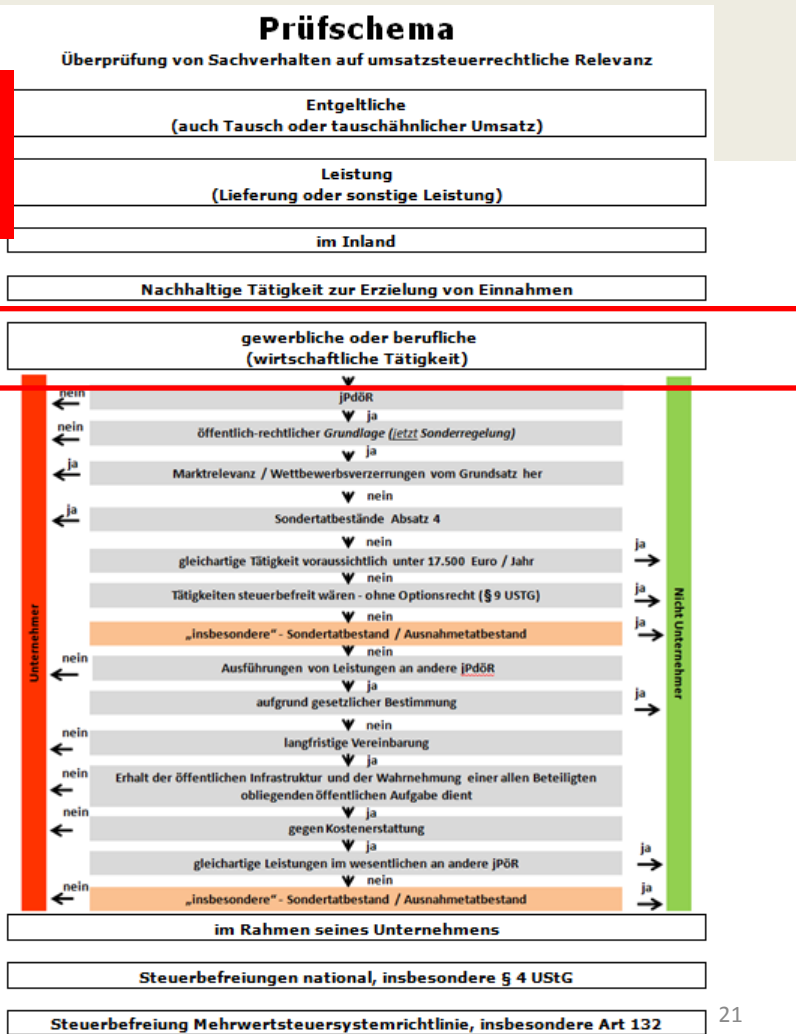 Prüfschema
Überprüfung von Sachverhalten auf umsatzsteuerrechtliche Relevanz
Entgeltliche
(auch Tausch oder tauschähnlicher Umsatz)
Leistung
(Lieferung oder sonstige Leistung)
im Inland
Nachhaltige Tätigkeit zur Erzielung von Einnahmen
gewerbliche oder berufliche
(wirtschaftliche Tätigkeit)
nein
jPdöR
ja
nein
öffentlich-rechtlicher Grundlage (jetzt Sonderregelung)
ja
ja
Marktrelevanz / Wettbewerbsverzerrungen vom Grundsatz her
nein
ja
Sondertatbestände Absatz 4
nein
gleichartige Tätigkeit voraussichtlich unter 17.500 Euro / Jahr
ja
nein
Tätigkeiten steuerbefreit wären - ohne Optionsrecht (§ 9 USTG)
ja
nein
„insbesondere“ - Sondertatbestand / Ausnahmetatbestand
ja
nein
nein
Ausführungen von Leistungen an andere jPdöR
ja
aufgrund gesetzlicher Bestimmung
ja
nein
nein
langfristige Vereinbarung
ja
nein
Erhalt der öffentlichen Infrastruktur und der Wahrnehmung einer allen Beteiligten
obliegenden öffentlichen Aufgabe dient
ja
nein
gegen Kostenerstattung
ja
gleichartige Leistungen im wesentlichen an andere jPöR
ja
nein
nein
„insbesondere“ - Sondertatbestand / Ausnahmetatbestand
ja
Unternehmer
Nicht Unternehmer
im Rahmen seines Unternehmens
Steuerbefreiungen national, insbesondere § 4 UStG
Steuerbefreiung Mehrwertsteuersystemrichtlinie, insbesondere Art 132
21